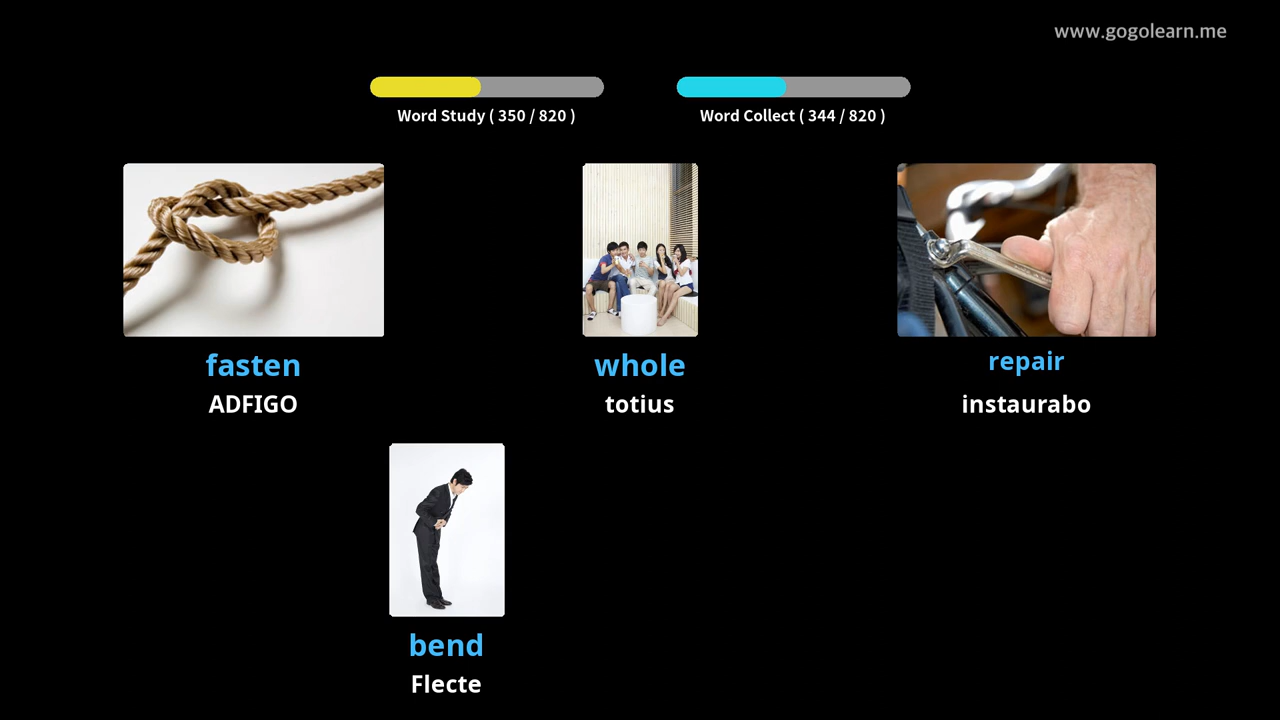 www.gogolearn.me
Word Study ( 350 / 820 )
Word Collect ( 344 / 820 )
fasten
ADFIGO
whole
totius
repair
instaurabo
bend
Flecte